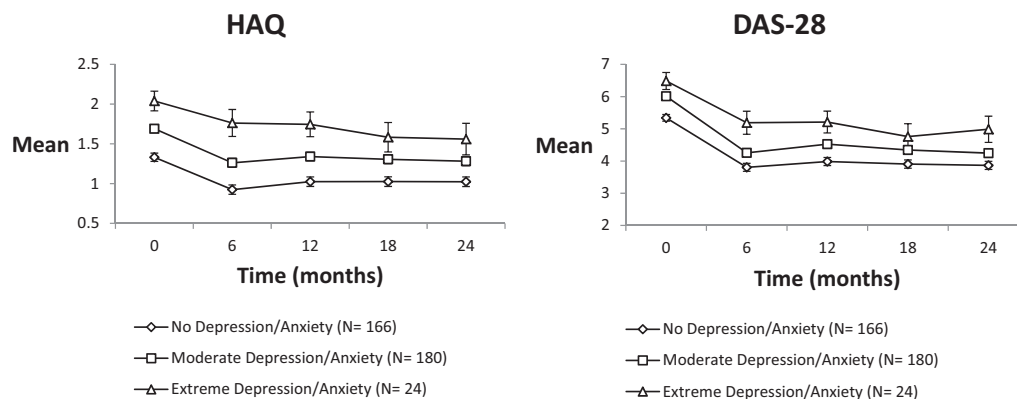 HAQ
2.5
2
Mean
1.5
1
0.5
0 6 12 18 24
Time (months)
No Depression/Anxiety (N= 166)
Moderate Depression/Anxiety (N= 180)
Extreme Depression/Anxiety (N= 24)
DAS-28
7
6
5
Mean
4
3
2
0 6 12 18 24
Time (months)
No Depression/Anxiety (N= 166)
Moderate Depression/Anxiety (N= 180)
Extreme Depression/Anxiety (N= 24)